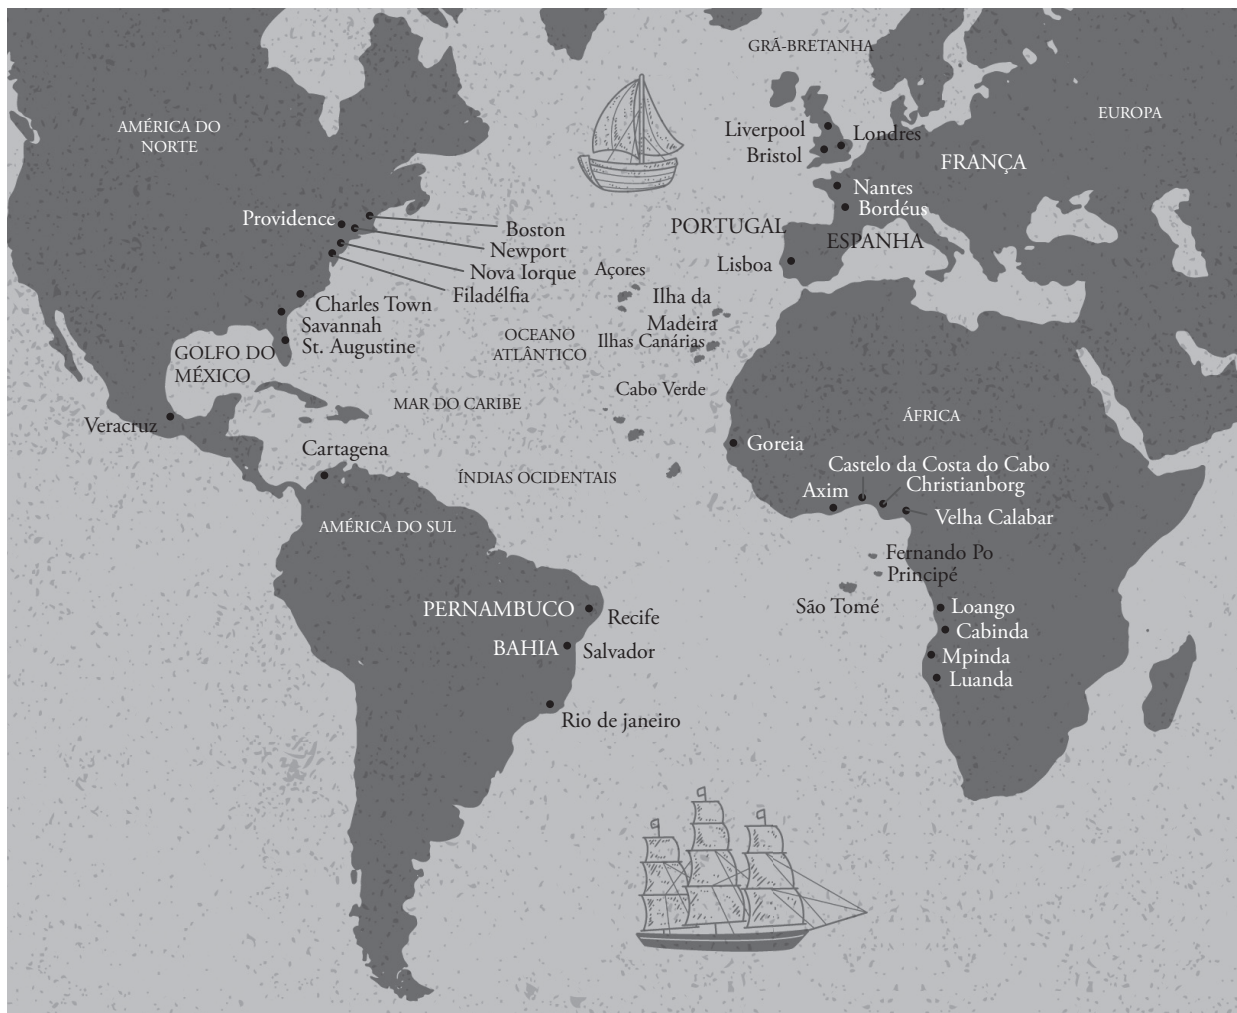 GRÃ-BRETANHA
AMÉRICA DO
NORTE
EUROPA
Liverpool
Londres
Bristol
FRANÇA
Nantes
Bordéus
Providence
Boston
PORTUGAL
ESPANHA
Newport
Lisboa
Nova Iorque
Açores
Filadélfia
Ilha da
Madeira
Charles Town
Savannah
St. Augustine
OCEANO
ATLÂNTICO
Ilhas Canárias
GOLFO DO
MÉXICO
Cabo Verde
MAR DO CARIBE
ÁFRICA
Veracruz
Cartagena
Goreia
Castelo da Costa do Cabo
ÍNDIAS OCIDENTAIS
Christianborg
Axim
Velha Calabar
AMÉRICA DO SUL
Fernando Po
Principé
São Tomé
PERNAMBUCO
Recife
Loango
Cabinda
BAHIA
Salvador
Mpinda
Luanda
Rio de janeiro